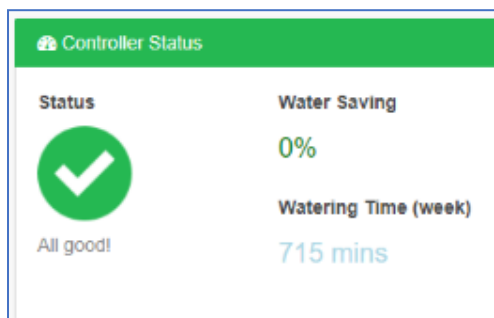 Controller Status
Status
All good!
Water Saving
0%
Watering Time (week)
715 mins